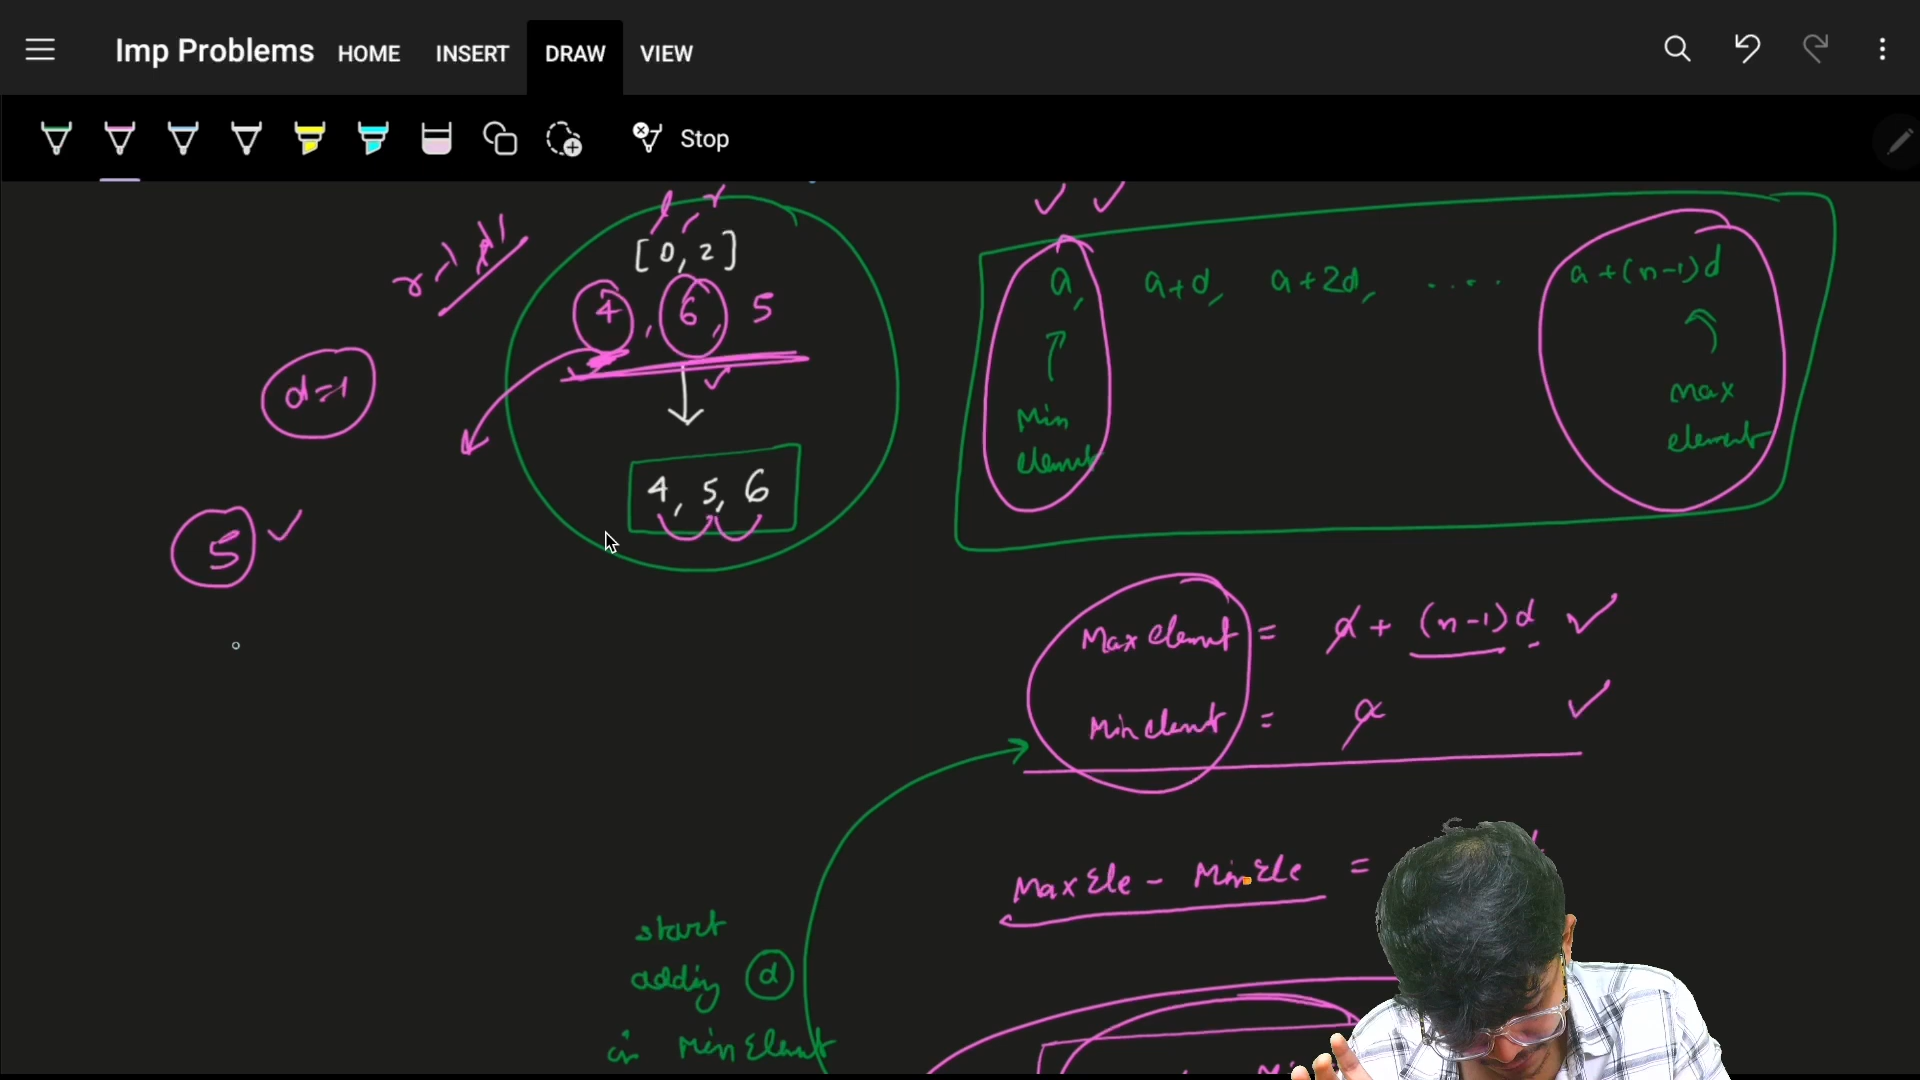 Imp Problems HOME INSERT DRAW VIEW
Stop
l, r
[0, 2]
4, 6, 5
d=1
4, 5, 6
5
a, a+d, a+2d, ..... a+(n-1)d
Min
Element
Max
element
Max Element = a + (n-1)d
Min Element = a
Max Ele - Min Ele =
start
adding d
in Min Element